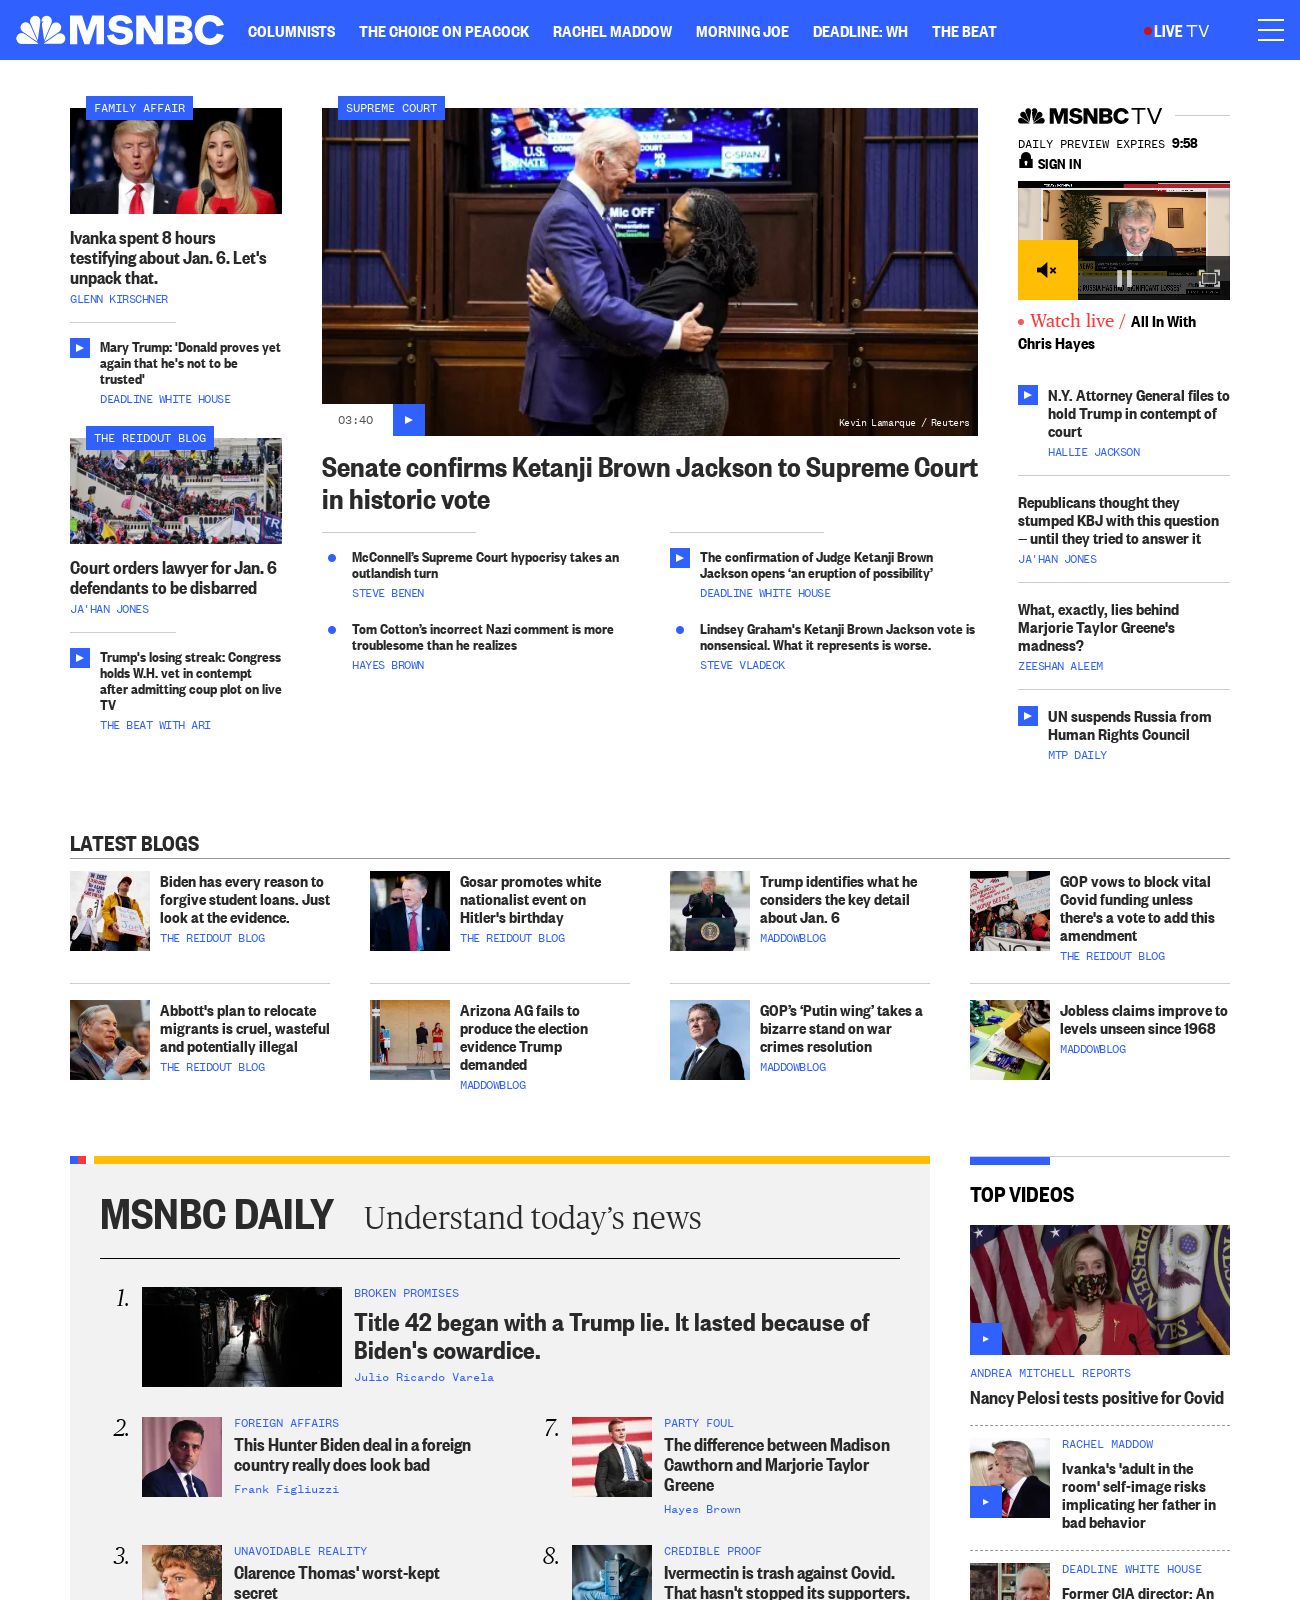 MSNBC
COLUMNISTS THE CHOICE ON PEACOCK RACHEL MADDOW MORNING JOE DEADLINE: WH THE BEAT
LIVE TV
FAMILY AFFAIR
Ivanka spent 8 hours
testifying about Jan. 6. Let's
unpack that.
GLENN KIRSCHNER
Mary Trump: 'Donald proves yet
again that he's not to be
trusted'
DEADLINE WHITE HOUSE
THE REIDOUT BLOG
Court orders lawyer for Jan. 6
defendants to be disbarred
JA'HAN JONES
Trump's losing streak: Congress
holds W.H. vet in contempt
after admitting coup plot on live
TV
THE BEAT WITH ARI
SUPREME COURT
U.S.
SENATE
NO
43
C-SPAN2
Mic OFF
Presentation
Unclassified
03:40
Kevin Lamarque / Reuters
Senate confirms Ketanji Brown Jackson to Supreme Court
in historic vote
McConnell's Supreme Court hypocrisy takes an
outlandish turn
STEVE BENEN
Tom Cotton's incorrect Nazi comment is more
troublesome than he realizes
HAYES BROWN
The confirmation of Judge Ketanji Brown
Jackson opens 'an eruption of possibility'
DEADLINE WHITE HOUSE
Lindsey Graham's Ketanji Brown Jackson vote is
nonsensical. What it represents is worse.
STEVE VLADECK
MSNBC TV
DAILY PREVIEW EXPIRES 9:58
SIGN IN
NEWS
RUSSIA HAS HAD 'SIGNIFICANT LOSSES'
Watch live / All In With
Chris Hayes
N.Y. Attorney General files to
hold Trump in contempt of
court
HALLIE JACKSON
Republicans thought they
stumped KBJ with this question
— until they tried to answer it
JA'HAN JONES
What, exactly, lies behind
Marjorie Taylor Greene's
madness?
ZEESHAN ALEEM
UN suspends Russia from
Human Rights Council
MTP DAILY
LATEST BLOGS
Biden has every reason to
forgive student loans. Just
look at the evidence.
THE REIDOUT BLOG
Gosar promotes white
nationalist event on
Hitler's birthday
THE REIDOUT BLOG
Trump identifies what he
considers the key detail
about Jan. 6
MADDOWBLOG
GOP vows to block vital
Covid funding unless
there's a vote to add this
amendment
THE REIDOUT BLOG
Abbott's plan to relocate
migrants is cruel, wasteful
and potentially illegal
THE REIDOUT BLOG
Arizona AG fails to
produce the election
evidence Trump
demanded
MADDOWBLOG
GOP's 'Putin wing' takes a
bizarre stand on war
crimes resolution
MADDOWBLOG
Jobless claims improve to
levels unseen since 1968
MADDOWBLOG
MSNBC DAILY Understand today's news
1.
BROKEN PROMISES
Title 42 began with a Trump lie. It lasted because of
Biden's cowardice.
Julio Ricardo Varela
2.
FOREIGN AFFAIRS
This Hunter Biden deal in a foreign
country really does look bad
Frank Figliuzzi
7.
PARTY FOUL
The difference between Madison
Cawthorn and Marjorie Taylor
Greene
Hayes Brown
3.
UNAVOIDABLE REALITY
Clarence Thomas' worst-kept
secret
8.
CREDIBLE PROOF
Ivermectin is trash against Covid.
That hasn't stopped its supporters.
TOP VIDEOS
ANDREA MITCHELL REPORTS
Nancy Pelosi tests positive for Covid
RACHEL MADDOW
Ivanka's 'adult in the
room' self-image risks
implicating her father in
bad behavior
DEADLINE WHITE HOUSE
Former CIA director: An